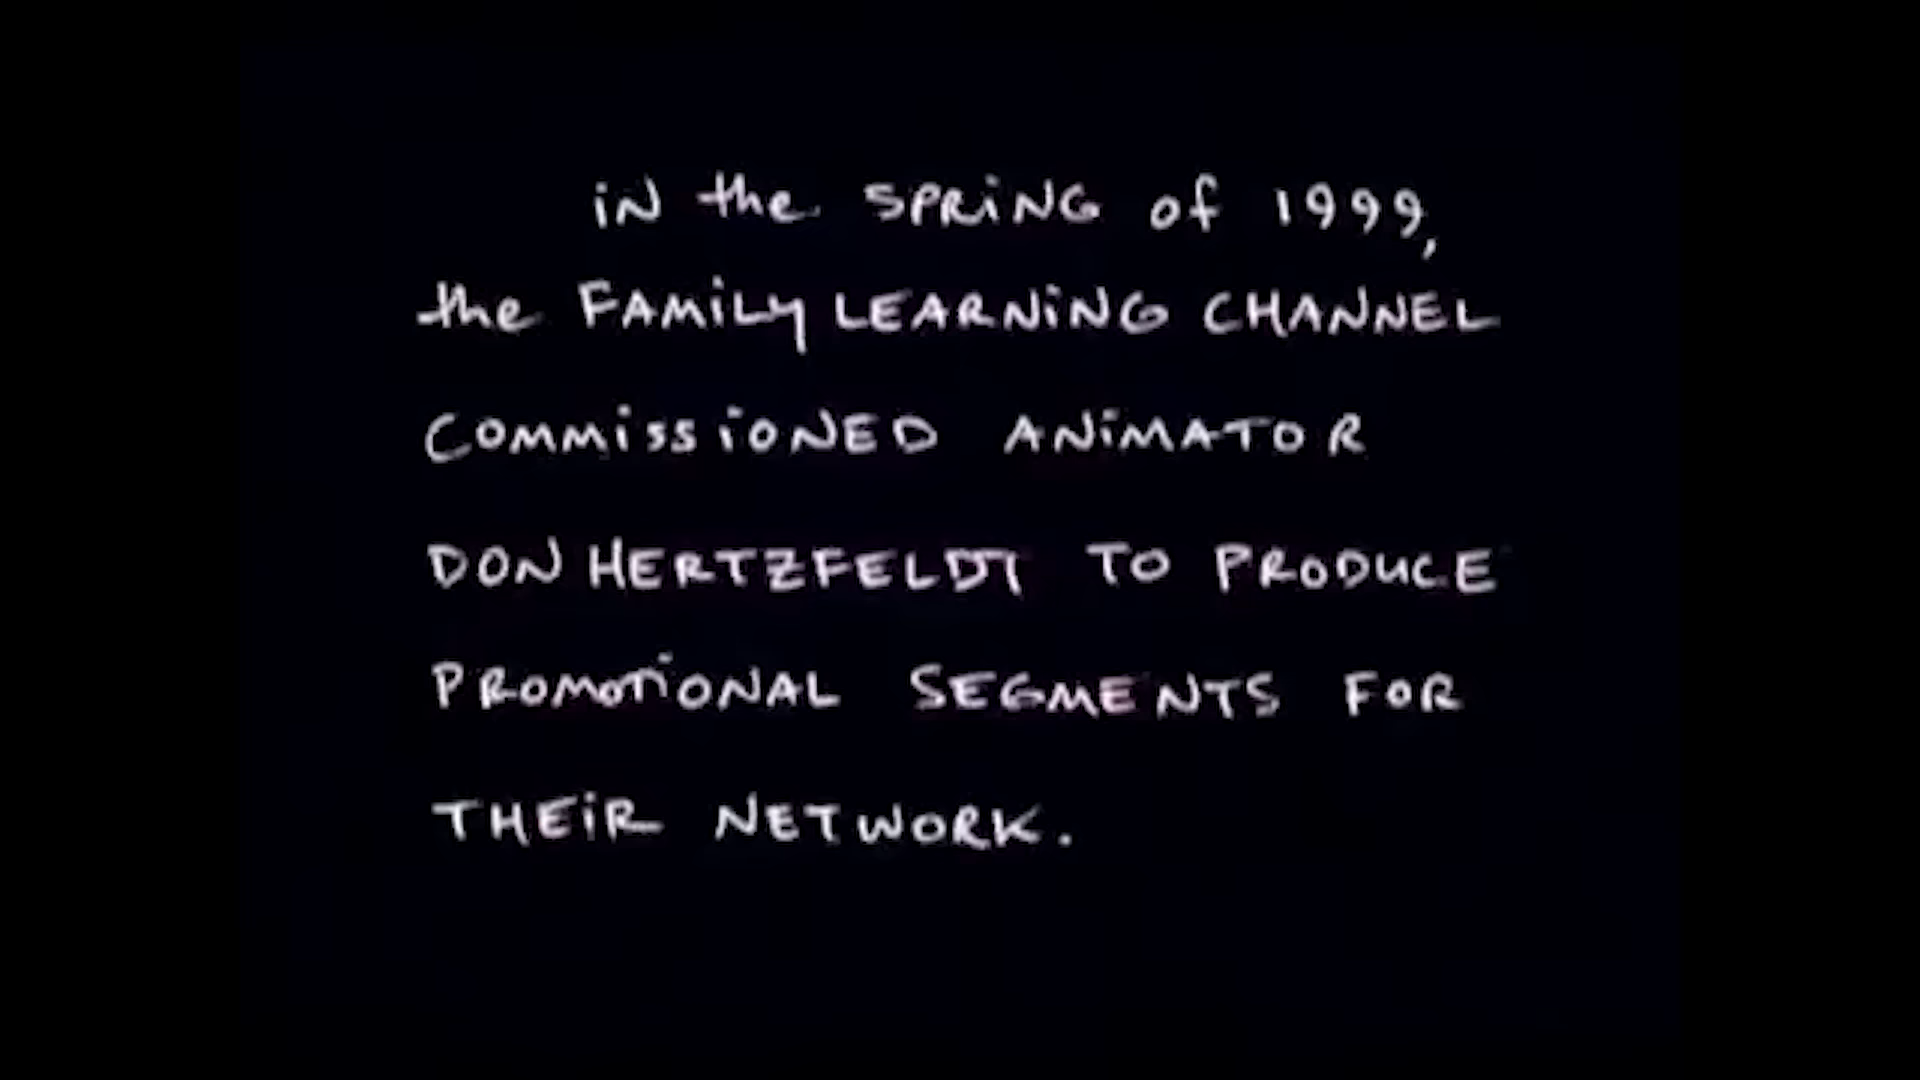 iN the SPRiNG of 1999,
the FAMiLy LEARNiNG CHANNEL
COMMiSSiONED ANiMATOR
DON HERTZFELDT TO PRODUCE
PROMOTiONAL SEGMENTS FOR
THEiR NETWORK.